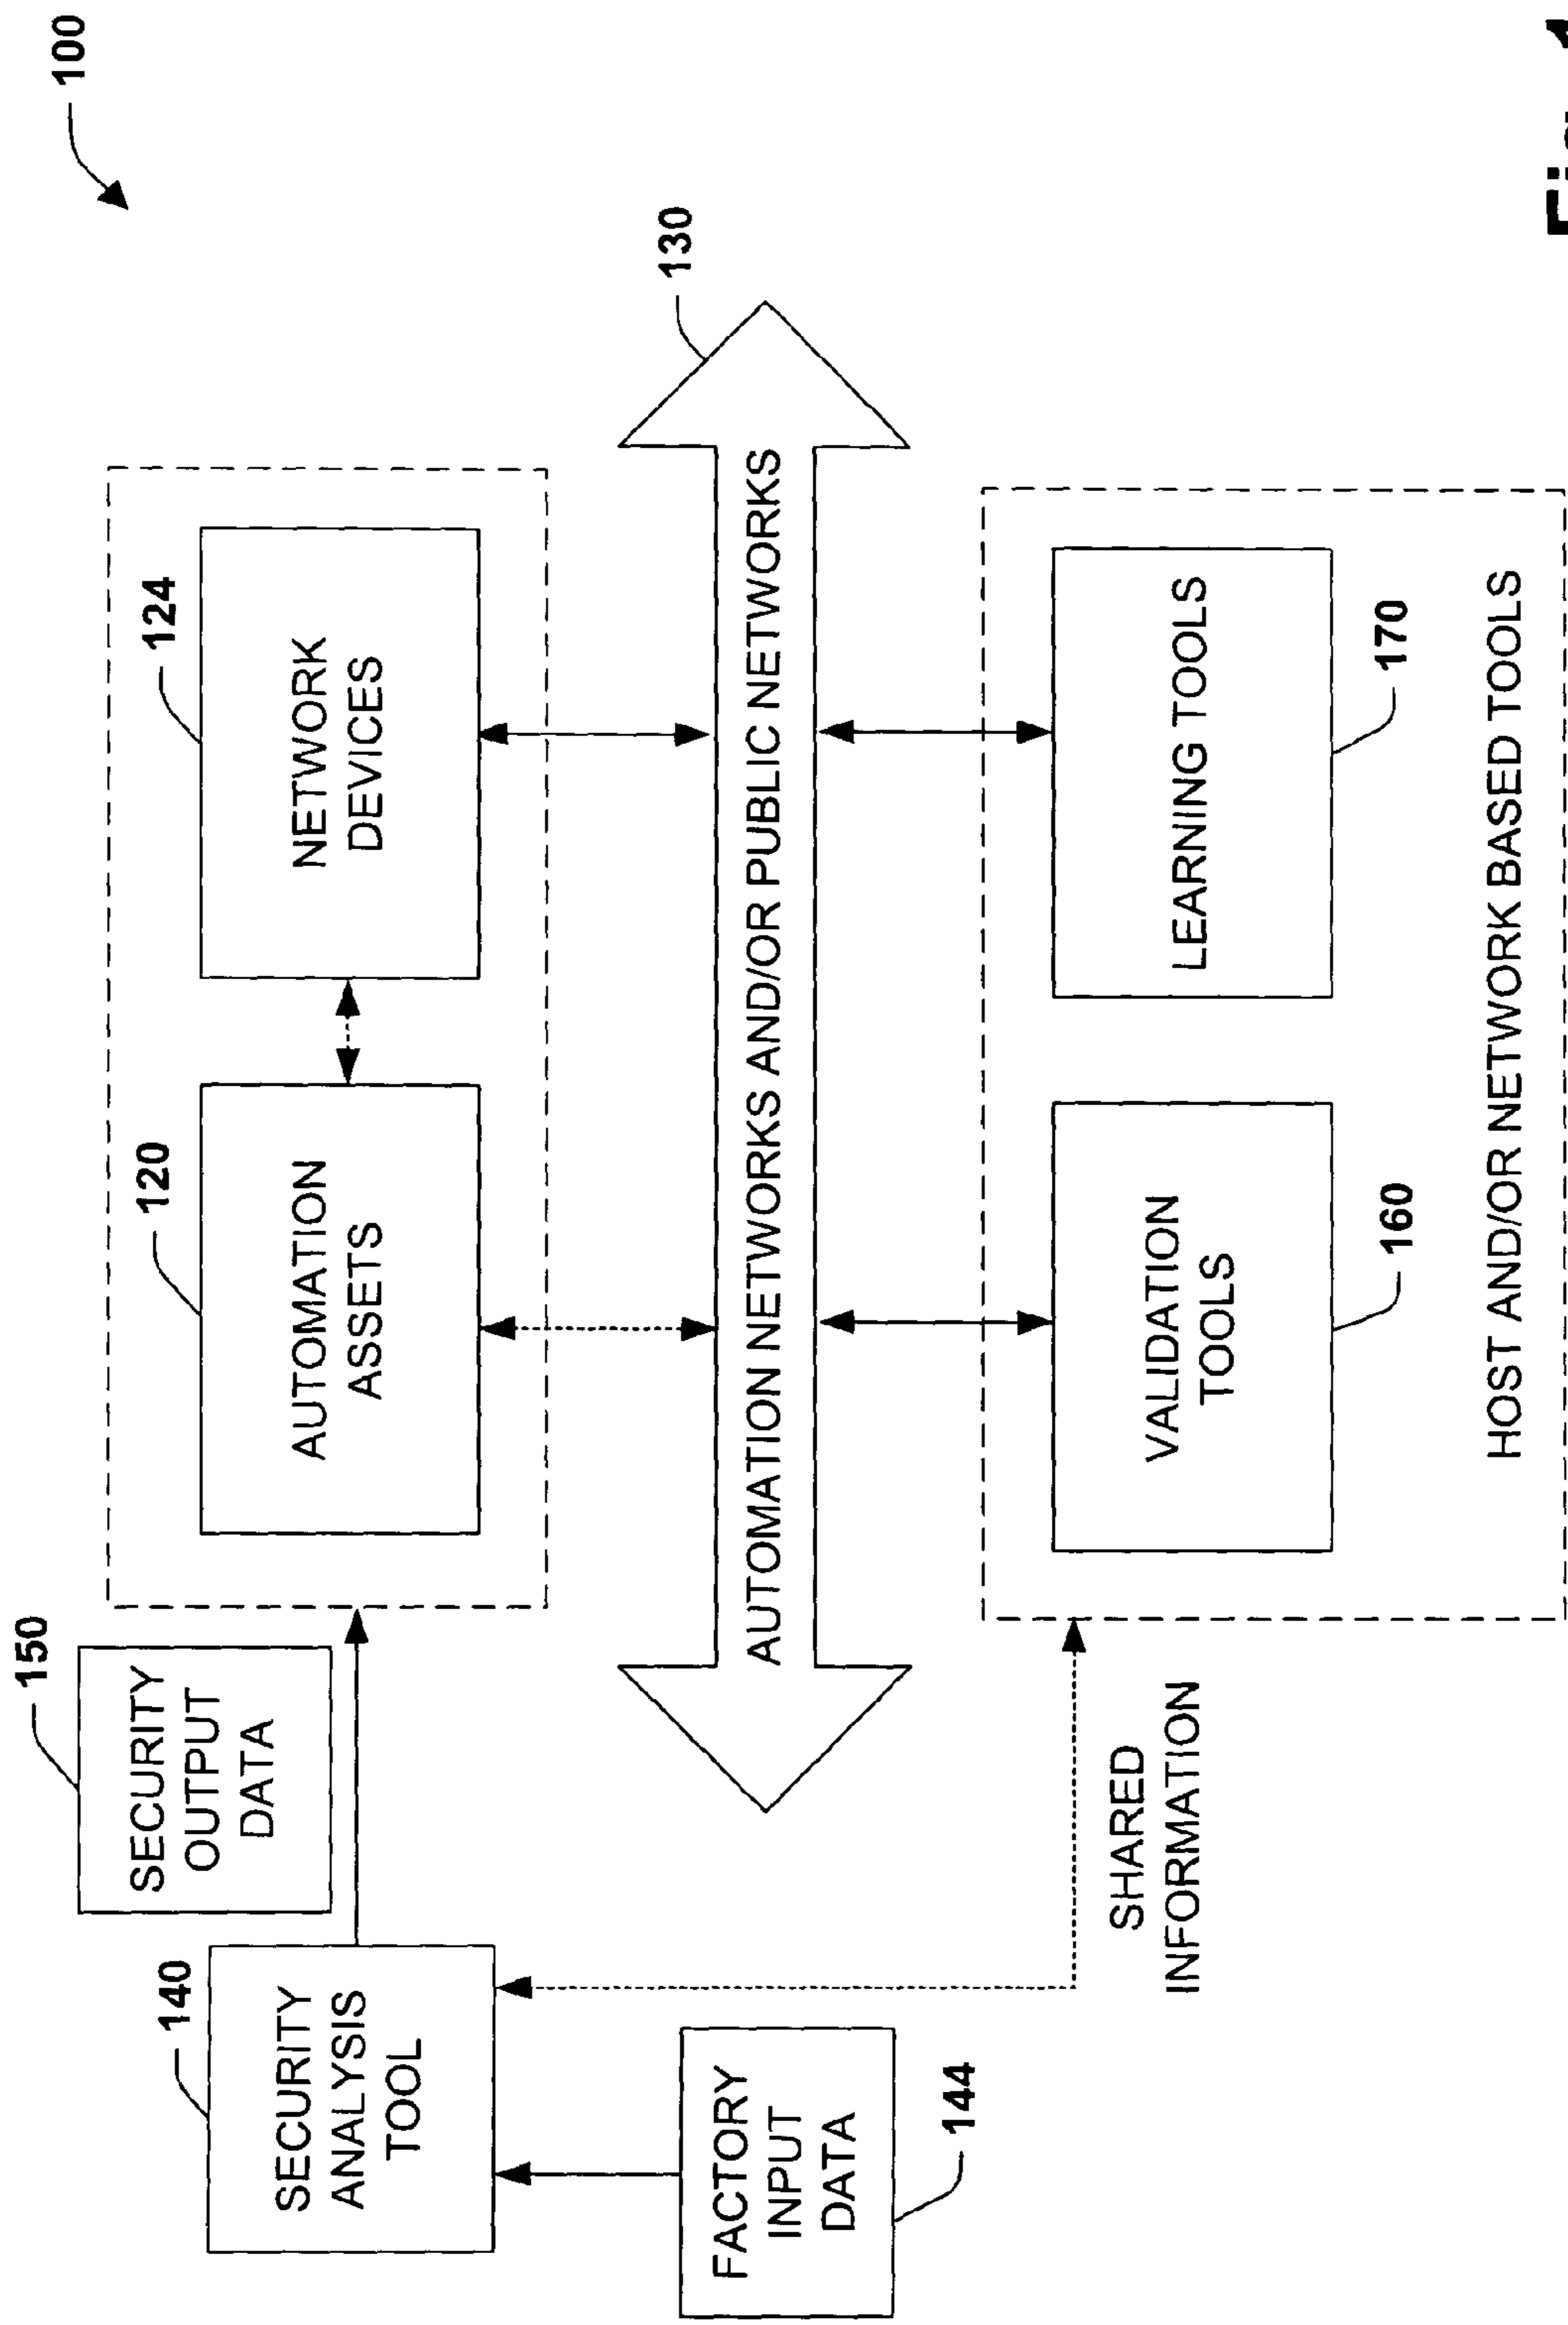 100
150
SECURITY
OUTPUT
DATA
140
SECURITY
ANALYSIS
TOOL
FACTORY
INPUT
DATA
144
120
AUTOMATION
ASSETS
124
NETWORK
DEVICES
130
AUTOMATION NETWORKS AND/OR PUBLIC NETWORKS
SHARED
INFORMATION
VALIDATION
TOOLS
160
LEARNING TOOLS
170
HOST AND/OR NETWORK BASED TOOLS